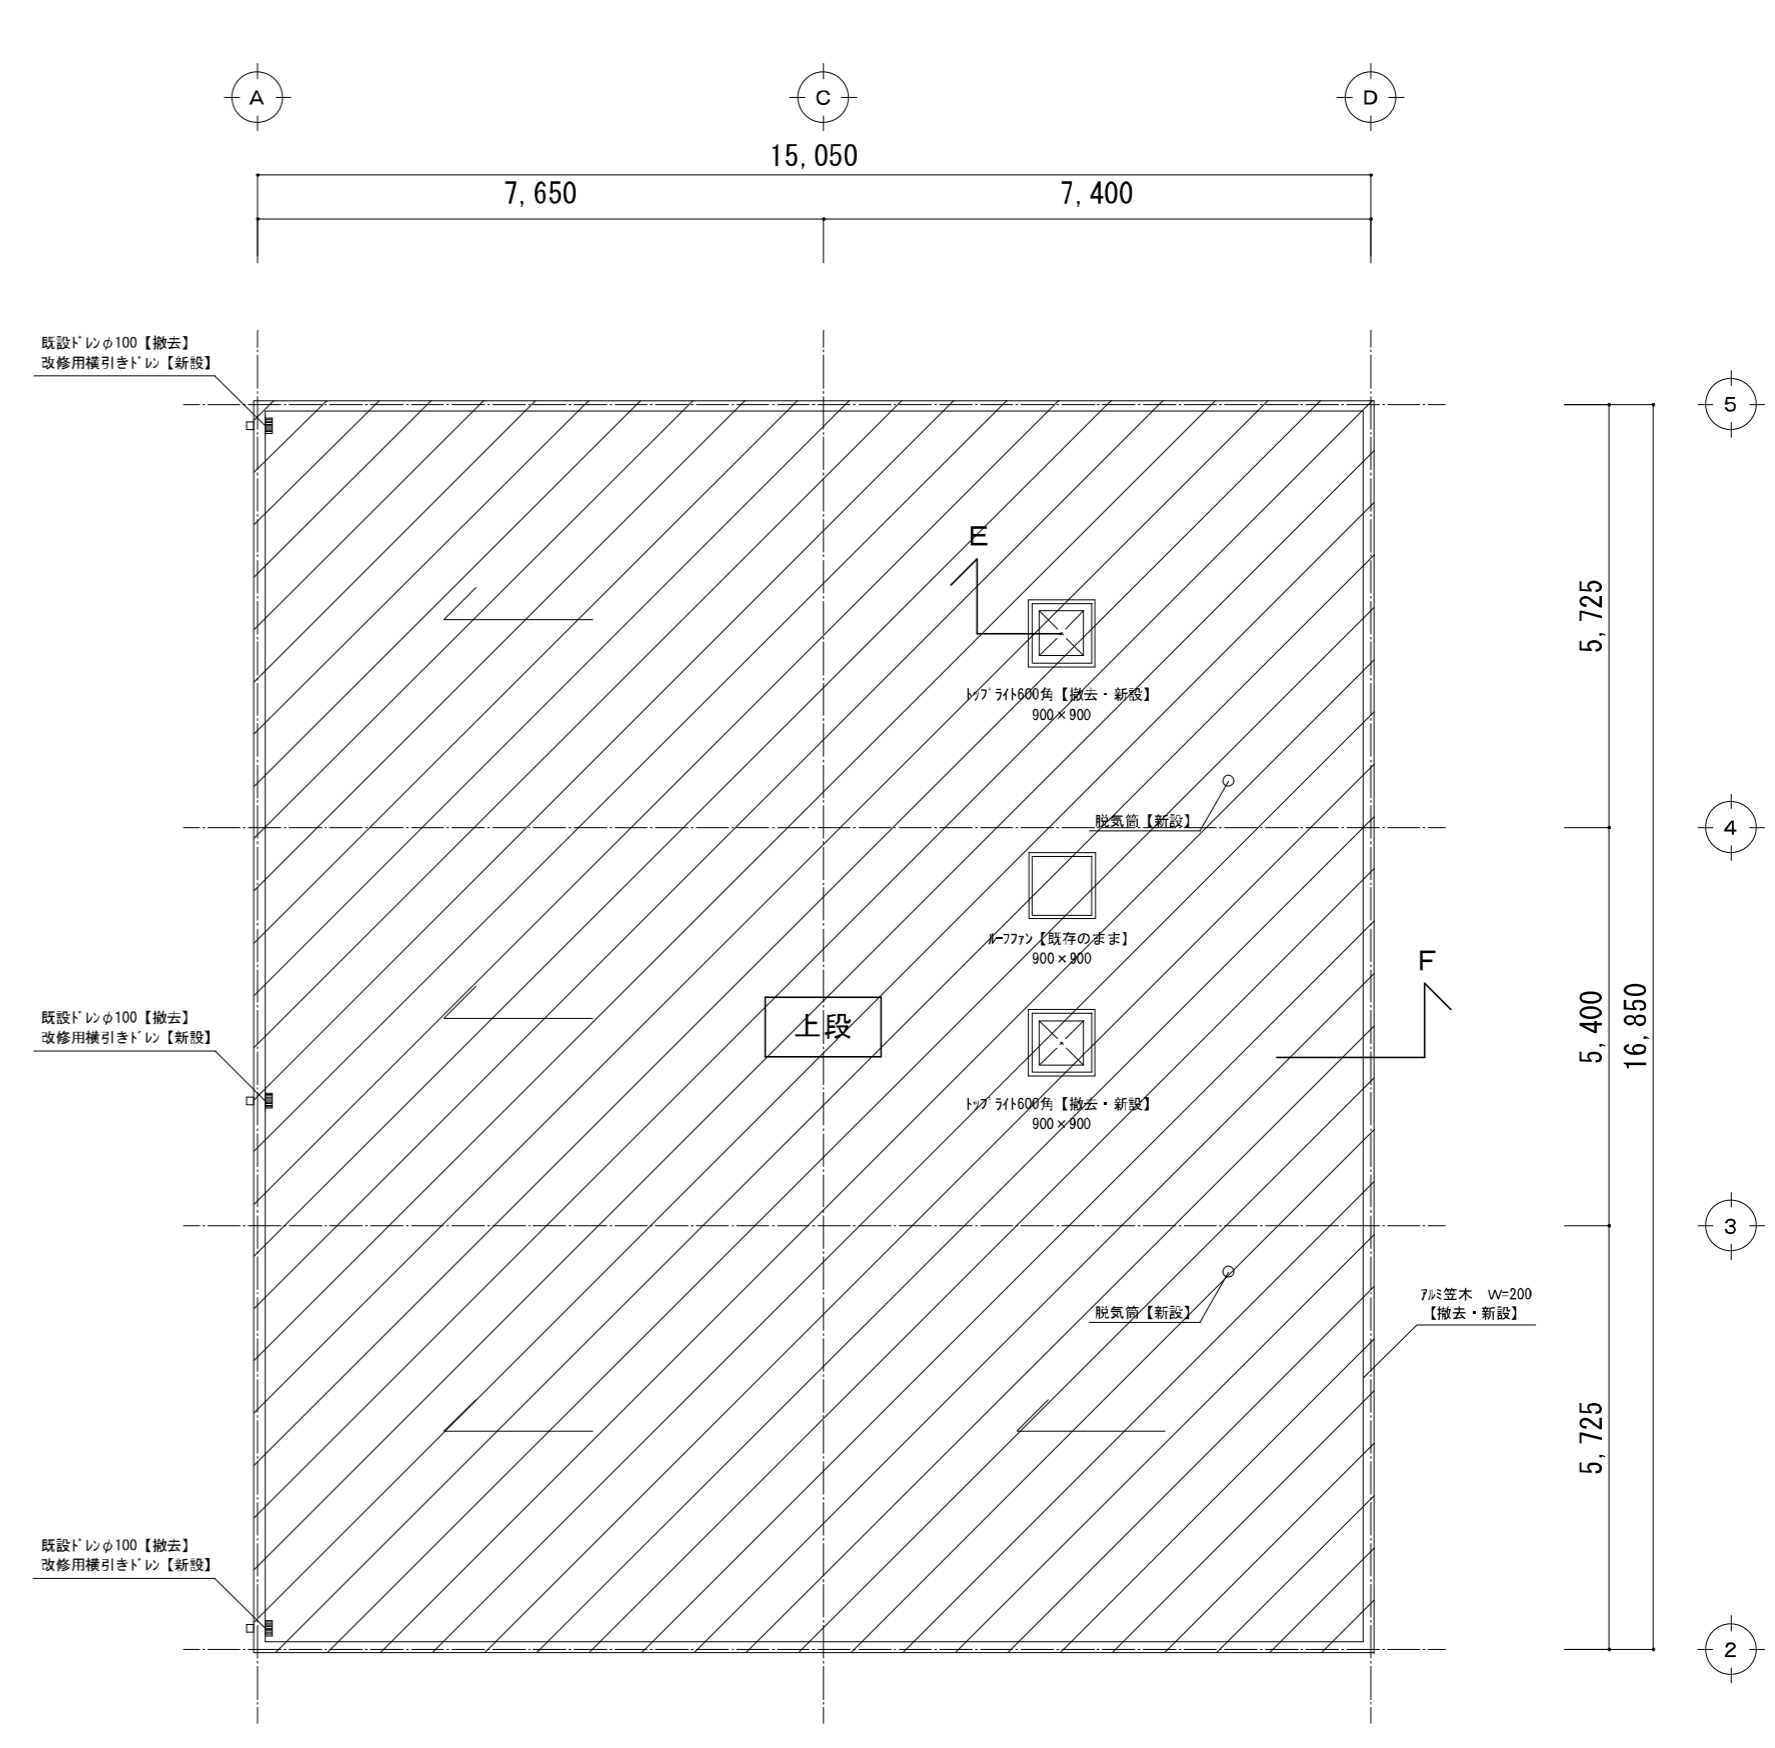 A
C
D
15,050
7,650
7,400
既設ﾄﾞﾚﾝφ100【撤去】
改修用横引きﾄﾞﾚﾝ【新設】
5
E
5,725
ﾄｯﾌﾟﾗｲﾄ600角【撤去・新設】
900×900
脱気筒【新設】
4
ﾙｰﾌﾌｧﾝ【既存のまま】
900×900
F
既設ﾄﾞﾚﾝφ100【撤去】
改修用横引きﾄﾞﾚﾝ【新設】
上段
5,400
16,850
ﾄｯﾌﾟﾗｲﾄ600角【撤去・新設】
900×900
3
脱気筒【新設】
ｱﾙﾐ笠木　W=200
【撤去・新設】
5,725
既設ﾄﾞﾚﾝφ100【撤去】
改修用横引きﾄﾞﾚﾝ【新設】
2